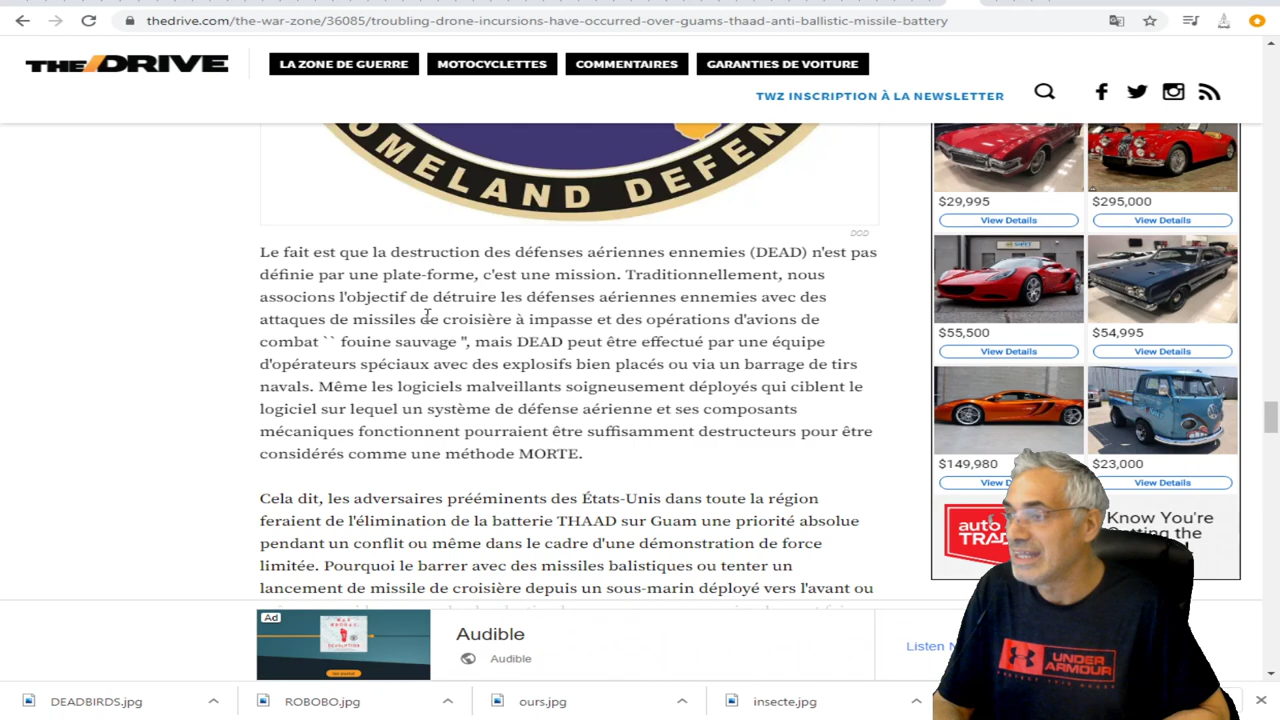 thedrive.com/the-war-zone/36085/troubling-drone-incursions-have-occurred-over-guams-thaad-anti-ballistic-missile-battery
THE/DRIVE
LA ZONE DE GUERRE
MOTOCYCLETTES
COMMENTAIRES
GARANTIES DE VOITURE
TWZ INSCRIPTION À LA NEWSLETTER
HOMELAND DEFENSE
DOD
Le fait est que la destruction des défenses aériennes ennemies (DEAD) n'est pas
définie par une plate-forme, c'est une mission. Traditionnellement, nous
associons l'objectif de détruire les défenses aériennes ennemies avec des
attaques de missiles de croisière à impasse et des opérations d'avions de
combat `` fouine sauvage ", mais DEAD peut être effectué par une équipe
d'opérateurs spéciaux avec des explosifs bien placés ou via un barrage de tirs
navals. Même les logiciels malveillants soigneusement déployés qui ciblent le
logiciel sur lequel un système de défense aérienne et ses composants
mécaniques fonctionnent pourraient être suffisamment destructeurs pour être
considérés comme une méthode MORTE.
Cela dit, les adversaires prééminents des États-Unis dans toute la région
feraient de l'élimination de la batterie THAAD sur Guam une priorité absolue
pendant un conflit ou même dans le cadre d'une démonstration de force
limitée. Pourquoi le barrer avec des missiles balistiques ou tenter un
lancement de missile de croisière depuis un sous-marin déployé vers l'avant ou
$29,995
View Details
$295,000
View Details
$55,500
View Details
$54,995
View Details
$149,980
View D
$23,000
View Details
auto
TRA
Know You're
Getting the
Ad
Audible
Audible
Listen N
UNDER
ARMOUR
DEADBIRDS.jpg
ROBOBO.jpg
ours.jpg
insecte.jpg